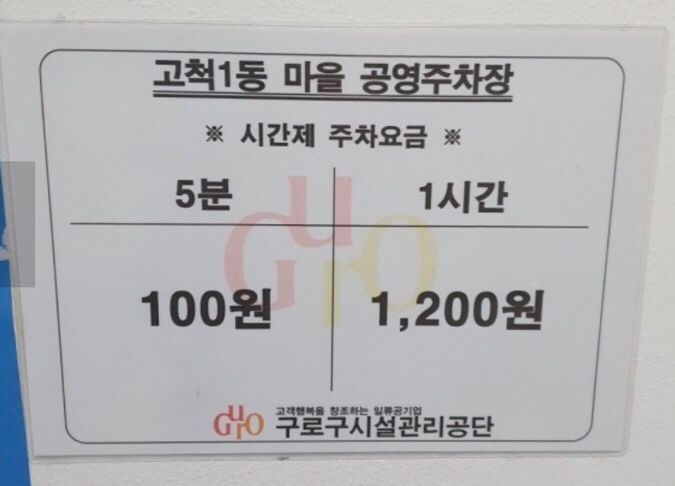 고척1동 마을 공영주차장
※ 시간제 주차요금 ※
5분 1시간
100원 1,200원
GurO
GurO 고객행복을 창조하는 일류공기업
구로구시설관리공단